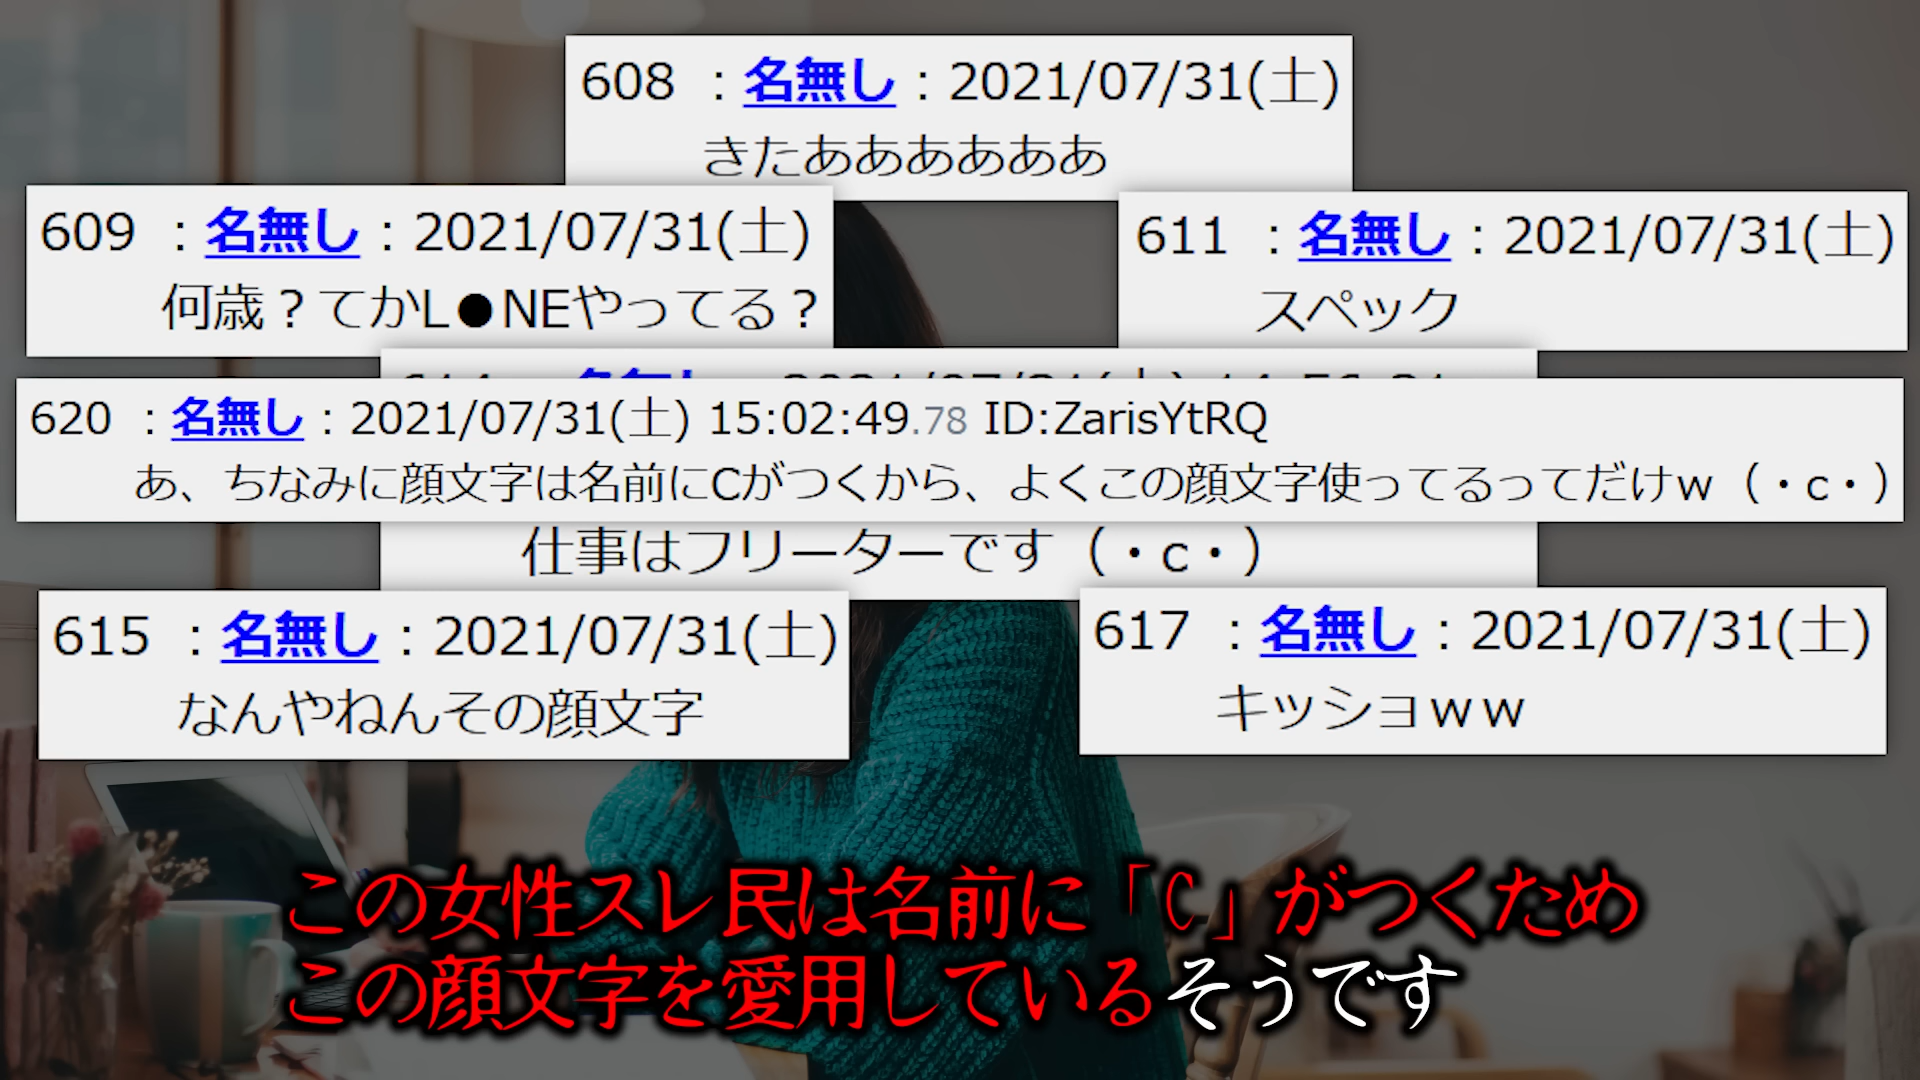 608 ：名無し：2021/07/31(土)
きたああああああ
609 ：名無し：2021/07/31(土)
何歳？てかL●NEやってる？
611 ：名無し：2021/07/31(土)
スペック
620 ：名無し：2021/07/31(土) 15:02:49.78 ID:ZarisYtRQ
あ、ちなみに顔文字は名前にCがつくから、よくこの顔文字使ってるってだけｗ（・c・）
仕事はフリーターです（・c・）
615 ：名無し：2021/07/31(土)
なんやねんその顔文字
617 ：名無し：2021/07/31(土)
キッショｗｗ
この女性スレ民は名前に「C」がつくため
この顔文字を愛用しているそうです